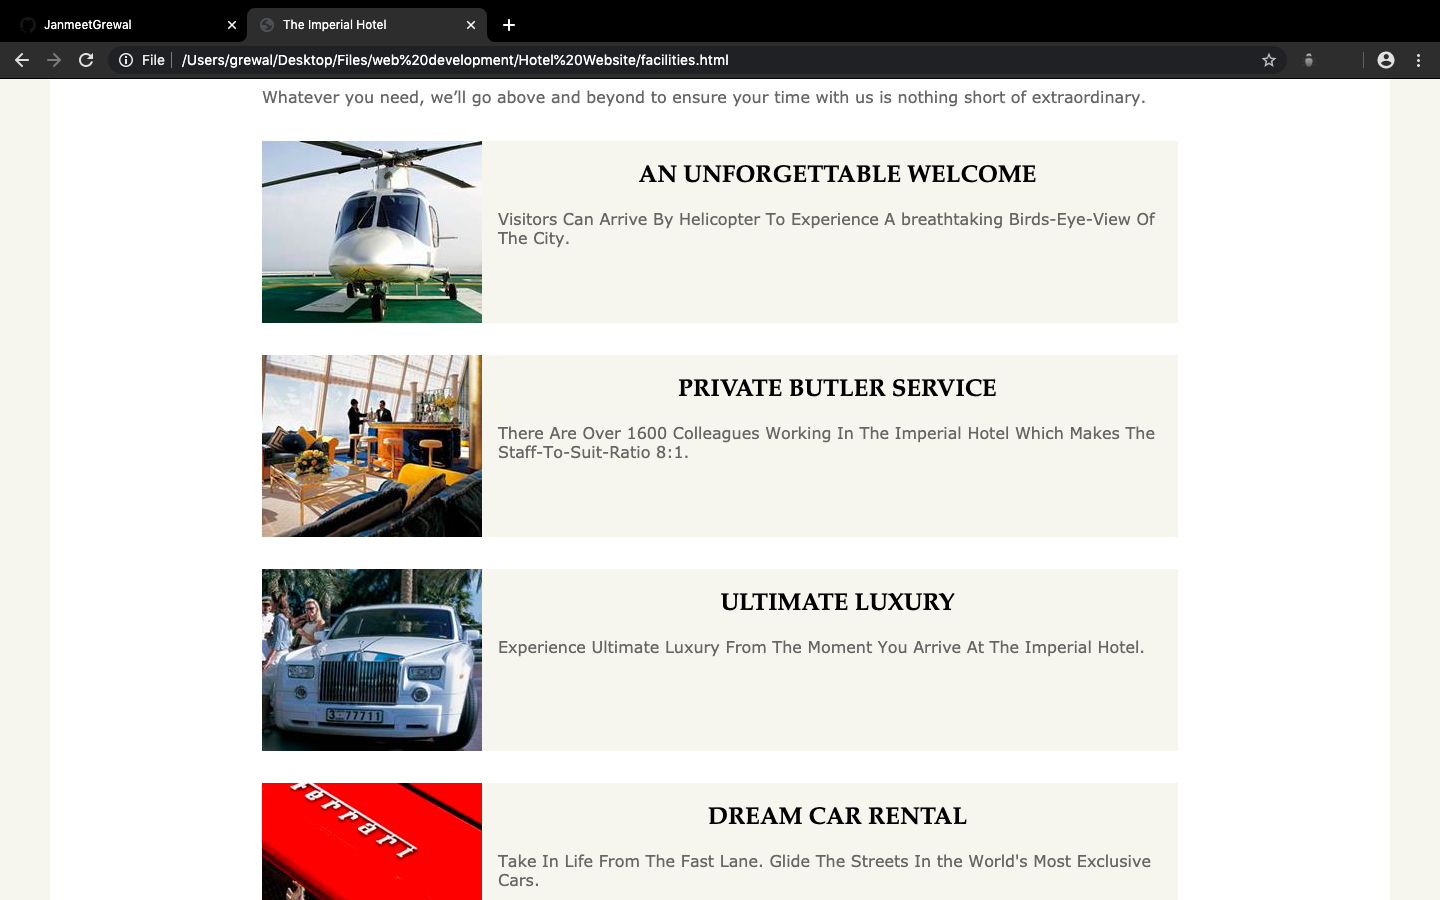 JanmeetGrewal
The Imperial Hotel
File
/Users/grewal/Desktop/Files/web%20development/Hotel%20Website/facilities.html
Whatever you need, we’ll go above and beyond to ensure your time with us is nothing short of extraordinary.
AN UNFORGETTABLE WELCOME
Visitors Can Arrive By Helicopter To Experience A breathtaking Birds-Eye-View Of
The City.
PRIVATE BUTLER SERVICE
There Are Over 1600 Colleagues Working In The Imperial Hotel Which Makes The
Staff-To-Suit-Ratio 8:1.
ULTIMATE LUXURY
Experience Ultimate Luxury From The Moment You Arrive At The Imperial Hotel.
3 77711
Ferrari
DREAM CAR RENTAL
Take In Life From The Fast Lane. Glide The Streets In the World's Most Exclusive
Cars.